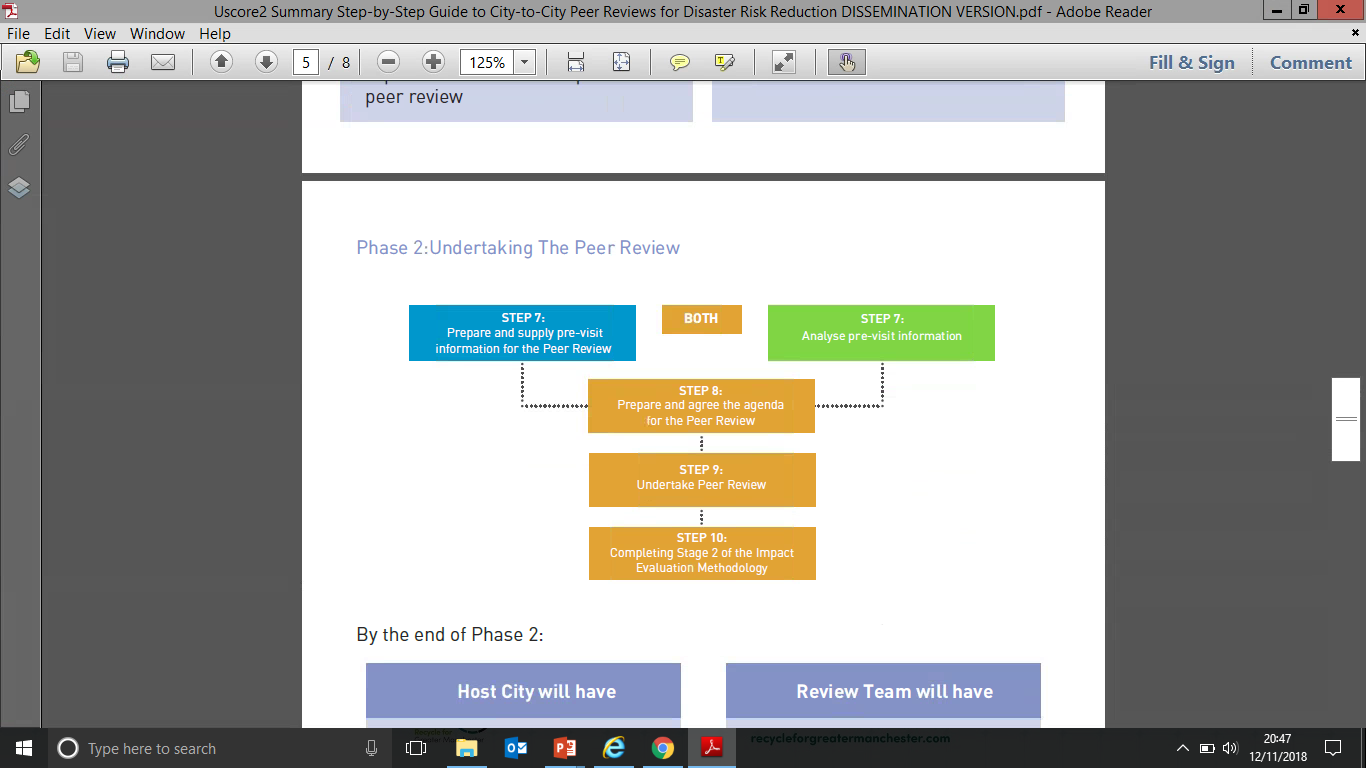 Uscore2 Summary Step-by-Step Guide to City-to-City Peer Reviews for Disaster Risk Reduction DISSEMINATION VERSION.pdf - Adobe Reader
File Edit View Window Help
5 / 8 125% Fill & Sign Comment
peer review
Phase 2:Undertaking The Peer Review
STEP 7:
Prepare and supply pre-visit
information for the Peer Review
BOTH
STEP 7:
Analyse pre-visit information
STEP 8:
Prepare and agree the agenda
for the Peer Review
STEP 9:
Undertake Peer Review
STEP 10:
Completing Stage 2 of the Impact
Evaluation Methodology
By the end of Phase 2:
Host City will have
Review Team will have
recycleforgreatermanchester.com
Type here to search
20:47
12/11/2018